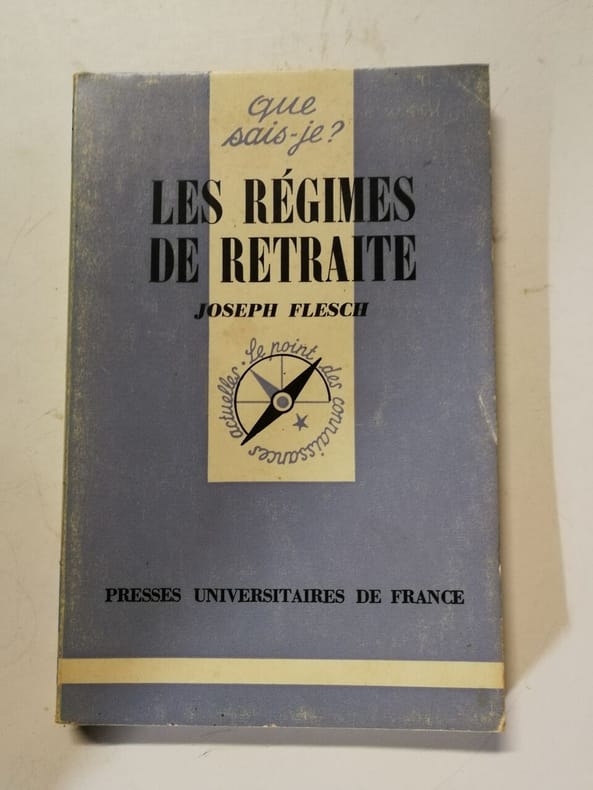 que
sais-je?
LES RÉGIMES
DE RETRAITE
JOSEPH FLESCH
Le point des connaissances actuelles.
PRESSES UNIVERSITAIRES DE FRANCE